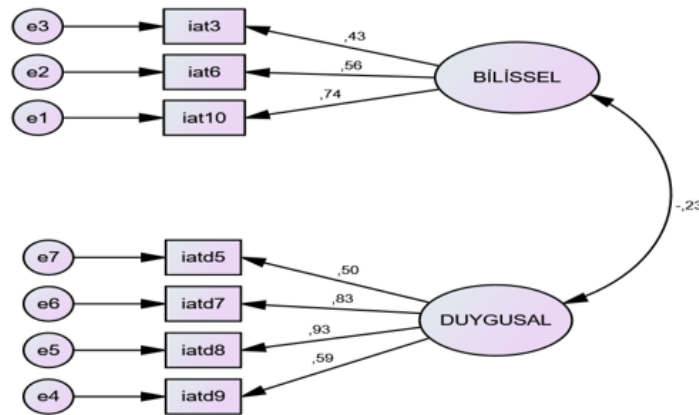 e3 iat3 ,43
e2 iat6 ,56 BİLİSSEL
e1 iat10 ,74
-,23
e7 iatd5 ,50
e6 iatd7 ,83
DUYGUSAL
e5 iatd8 ,93
e4 iatd9 ,59